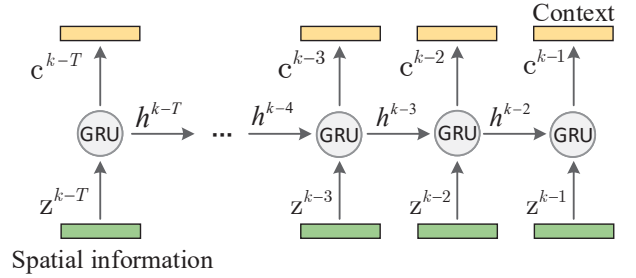 Context
c^{k-T} c^{k-3} c^{k-2} c^{k-1}
GRU h^{k-T} ... h^{k-4} GRU h^{k-3} GRU h^{k-2} GRU
z^{k-T} z^{k-3} z^{k-2} z^{k-1}
Spatial information